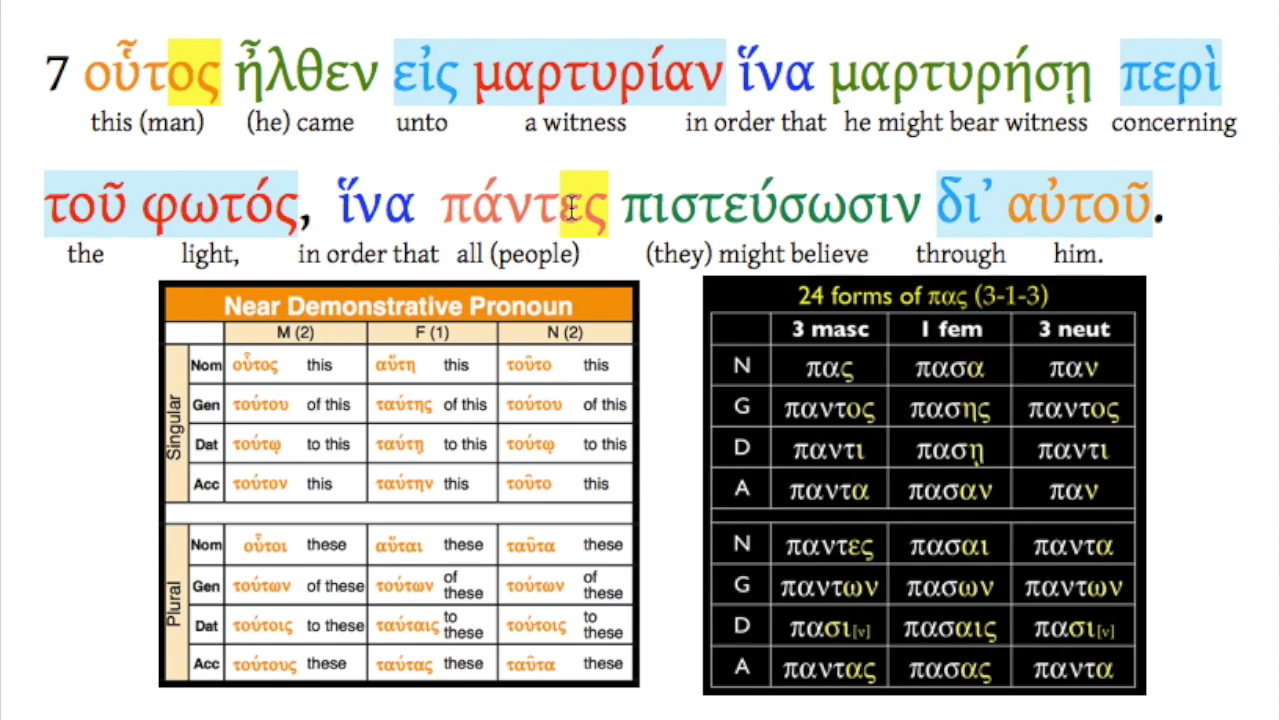 7 οὗτος ἦλθεν εἰς μαρτυρίαν ἵνα μαρτυρήσῃ περὶ
this (man) (he) came unto a witness in order that he might bear witness concerning
τοῦ φωτός, ἵνα πάντες πιστεύσωσιν δι’ αὐτοῦ.
the light, in order that all (people) (they) might believe through him.
Near Demonstrative Pronoun
M (2) F (1) N (2)
Singular
Nom οὗτος this αὕτη this τοῦτο this
Gen τούτου of this ταύτης of this τούτου of this
Dat τούτῳ to this ταύτῃ to this τούτῳ to this
Acc τούτον this ταύτην this τοῦτο this
Plural
Nom οὗτοι these αὗται these ταῦτα these
Gen τούτων of these τούτων of these τούτων of these
Dat τούτοις to these ταύταις to these τούτοις to these
Acc τούτους these ταύτας these ταῦτα these
24 forms of πας (3-1-3)
3 masc 1 fem 3 neut
N πας πασα παν
G παντος πασης παντος
D παντι πασῃ παντι
A παντα πασαν παν
N παντες πασαι παντα
G παντων πασων παντων
D πασι[ν] πασαις πασι[ν]
A παντας πασας παντα